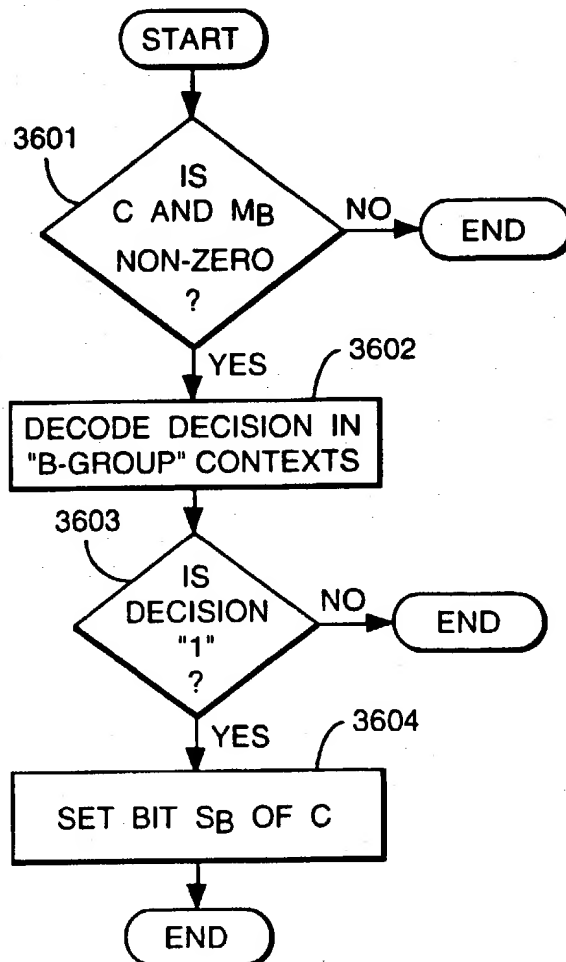 START
3601
IS
C AND MB
NON-ZERO
?
NO
END
YES
3602
DECODE DECISION IN
"B-GROUP" CONTEXTS
3603
IS
DECISION
"1"
?
NO
END
YES
3604
SET BIT SB OF C
END